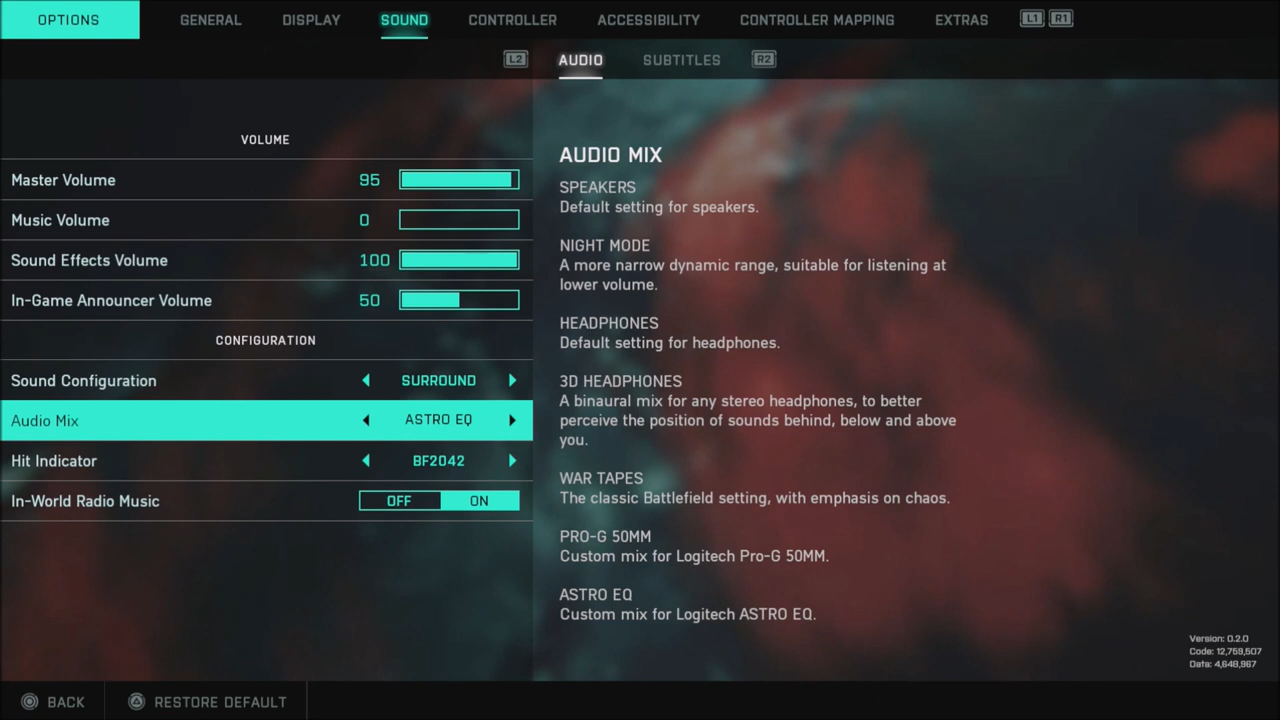 OPTIONS GENERAL DISPLAY SOUND CONTROLLER ACCESSIBILITY CONTROLLER MAPPING EXTRAS L1 R1
L2 AUDIO SUBTITLES R2
VOLUME
Master Volume 95
Music Volume 0
Sound Effects Volume 100
In-Game Announcer Volume 50
CONFIGURATION
Sound Configuration SURROUND
Audio Mix ASTRO EQ
Hit Indicator BF2042
In-World Radio Music OFF ON
AUDIO MIX
SPEAKERS
Default setting for speakers.
NIGHT MODE
A more narrow dynamic range, suitable for listening at
lower volume.
HEADPHONES
Default setting for headphones.
3D HEADPHONES
A binaural mix for any stereo headphones, to better
perceive the position of sounds behind, below and above
you.
WAR TAPES
The classic Battlefield setting, with emphasis on chaos.
PRO-G 50MM
Custom mix for Logitech Pro-G 50MM.
ASTRO EQ
Custom mix for Logitech ASTRO EQ.
Version: 0.2.0
Code: 12,759,507
Data: 4,648,967
BACK RESTORE DEFAULT